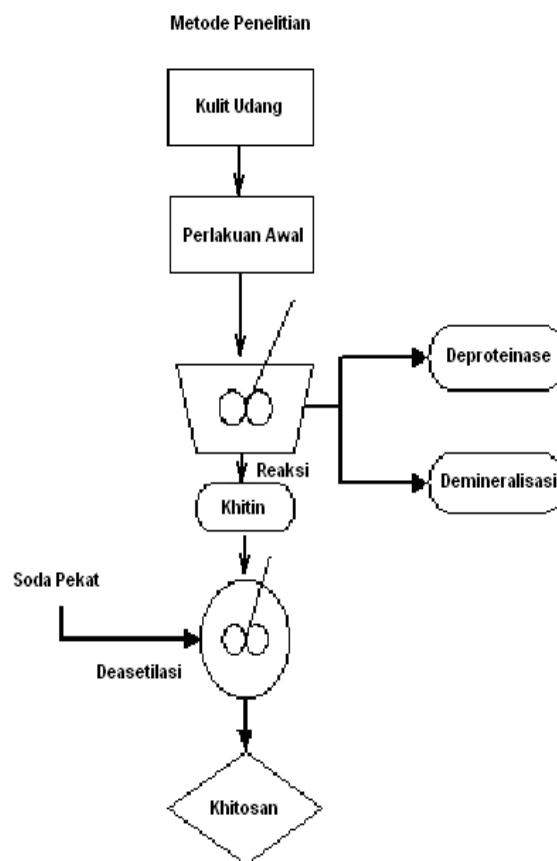 Metode Penelitian
Kulit Udang
Perlakuan Awal
Deproteinase
Reaksi
Demineralisasi
Khitin
Soda Pekat
Deasetilasi
Khitosan